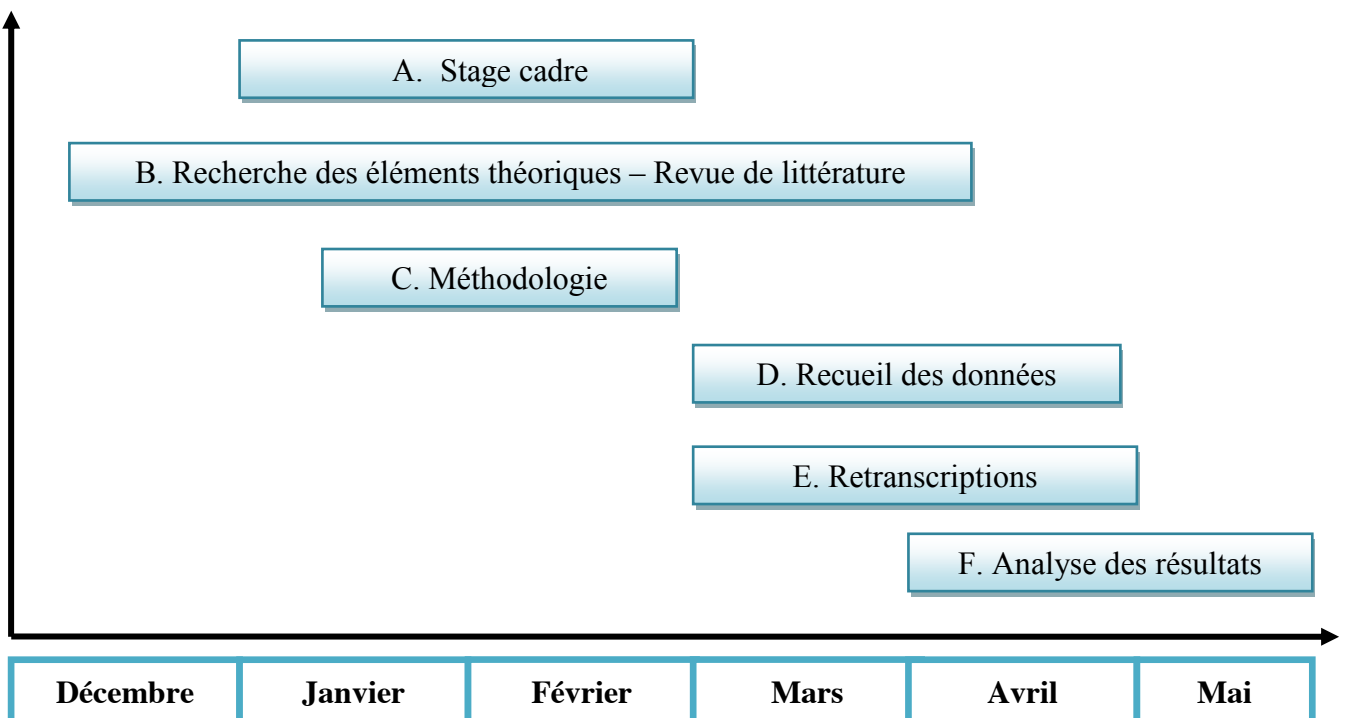 A. Stage cadre
B. Recherche des éléments théoriques – Revue de littérature
C. Méthodologie
D. Recueil des données
E. Retranscriptions
F. Analyse des résultats
Décembre Janvier Février Mars Avril Mai